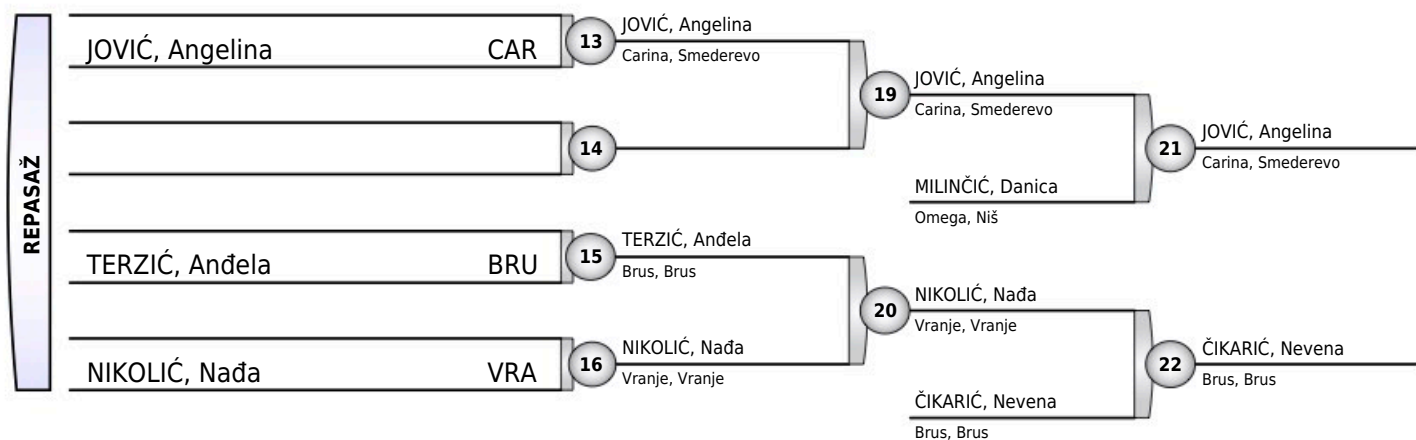 REPASAŽ
JOVIĆ, Angelina CAR
13
JOVIĆ, Angelina
Carina, Smederevo
14
19
JOVIĆ, Angelina
Carina, Smederevo
MILINČIĆ, Danica
Omega, Niš
21
JOVIĆ, Angelina
Carina, Smederevo
TERZIĆ, Anđela BRU
15
TERZIĆ, Anđela
Brus, Brus
NIKOLIĆ, Nađa VRA
16
NIKOLIĆ, Nađa
Vranje, Vranje
20
NIKOLIĆ, Nađa
Vranje, Vranje
ČIKARIĆ, Nevena
Brus, Brus
22
ČIKARIĆ, Nevena
Brus, Brus